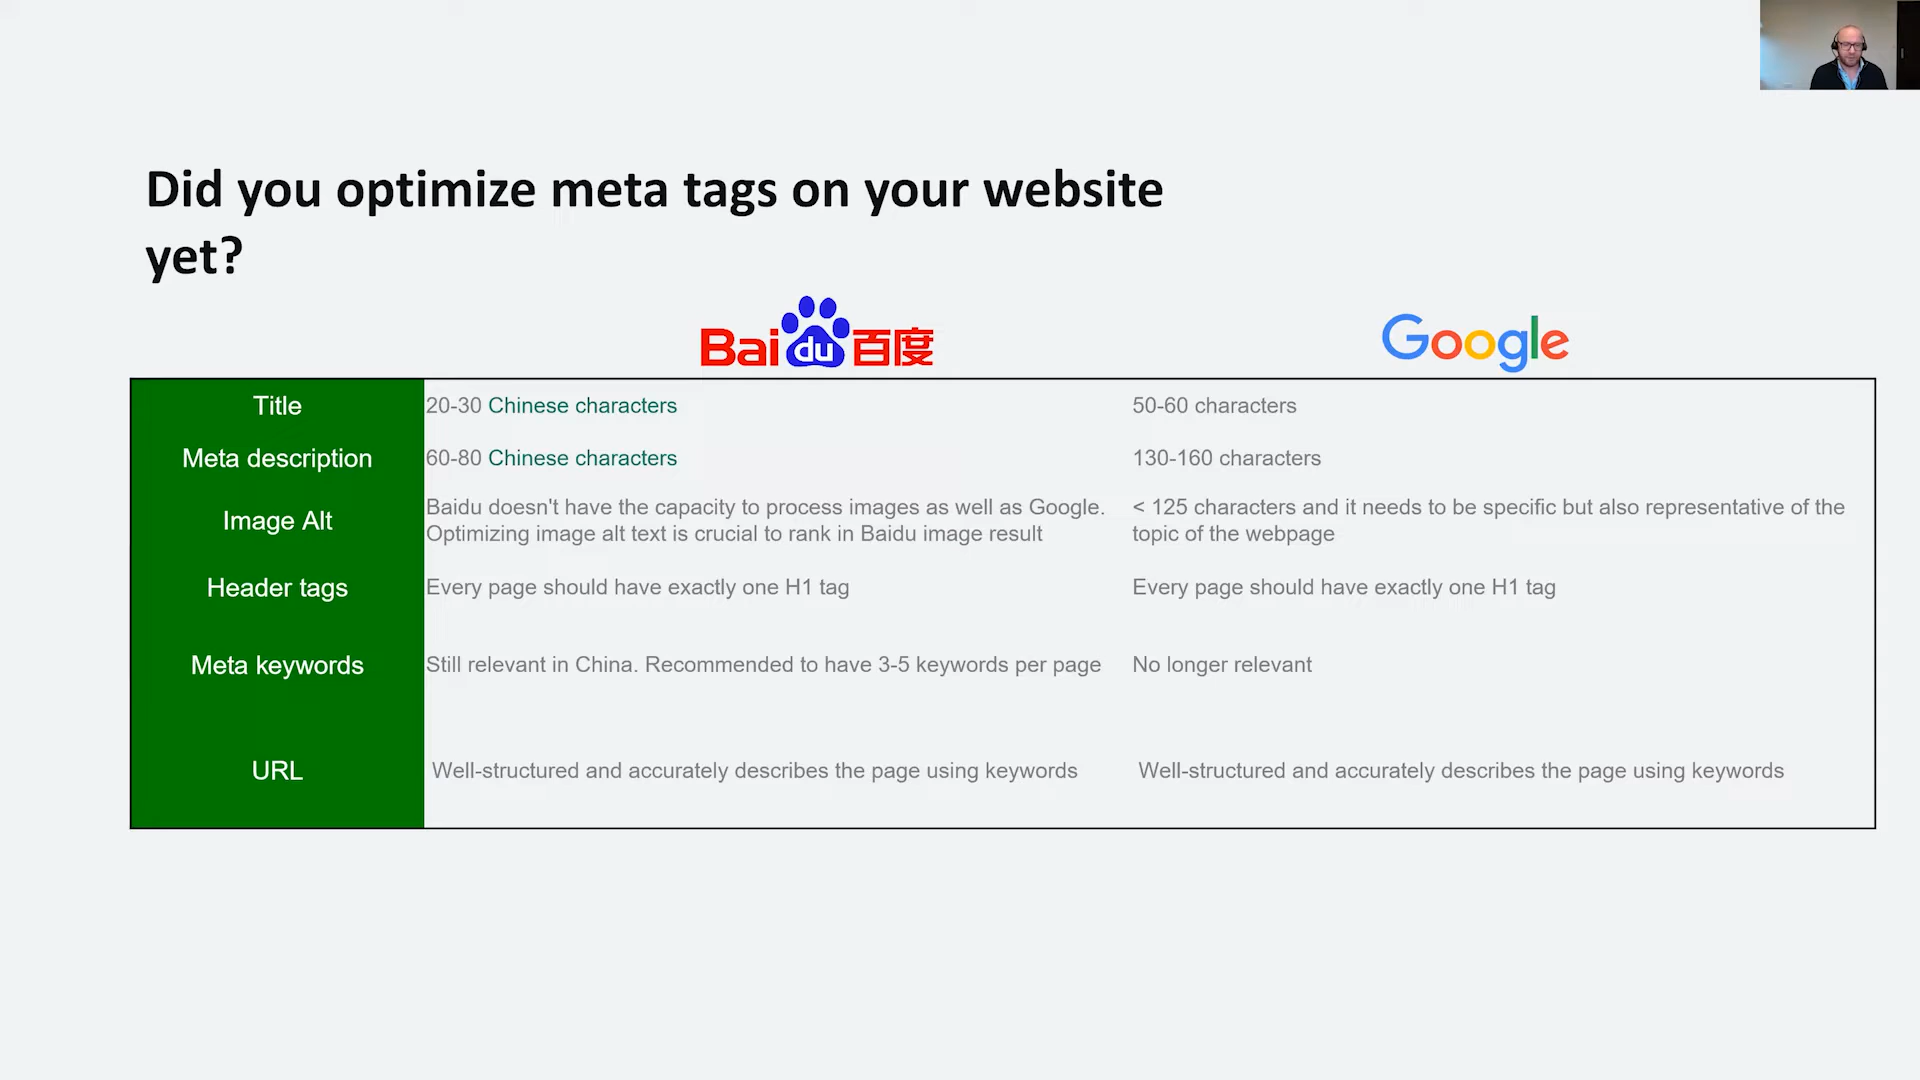 Did you optimize meta tags on your website
yet?
Baidu百度
Google
Title
20-30 Chinese characters
50-60 characters
Meta description
60-80 Chinese characters
130-160 characters
Image Alt
Baidu doesn't have the capacity to process images as well as Google.
Optimizing image alt text is crucial to rank in Baidu image result
< 125 characters and it needs to be specific but also representative of the
topic of the webpage
Header tags
Every page should have exactly one H1 tag
Every page should have exactly one H1 tag
Meta keywords
Still relevant in China. Recommended to have 3-5 keywords per page
No longer relevant
URL
Well-structured and accurately describes the page using keywords
Well-structured and accurately describes the page using keywords